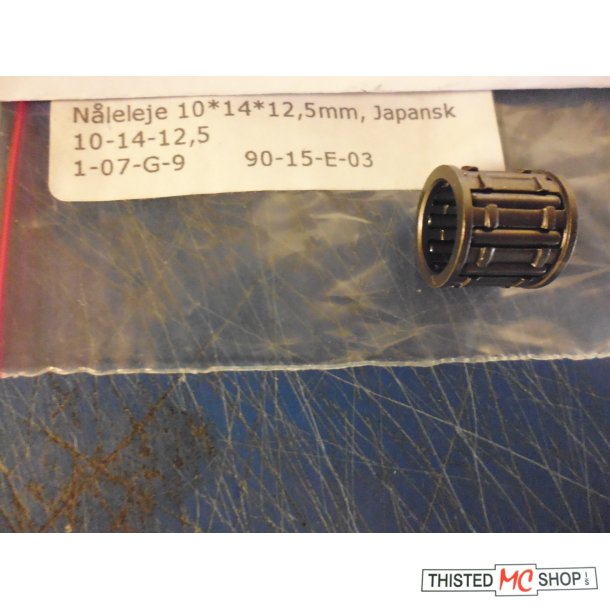 Nåleleje 10*14*12,5mm, Japansk
10-14-12,5
1-07-G-9 90-15-E-03
THISTED MC SHOP I/S